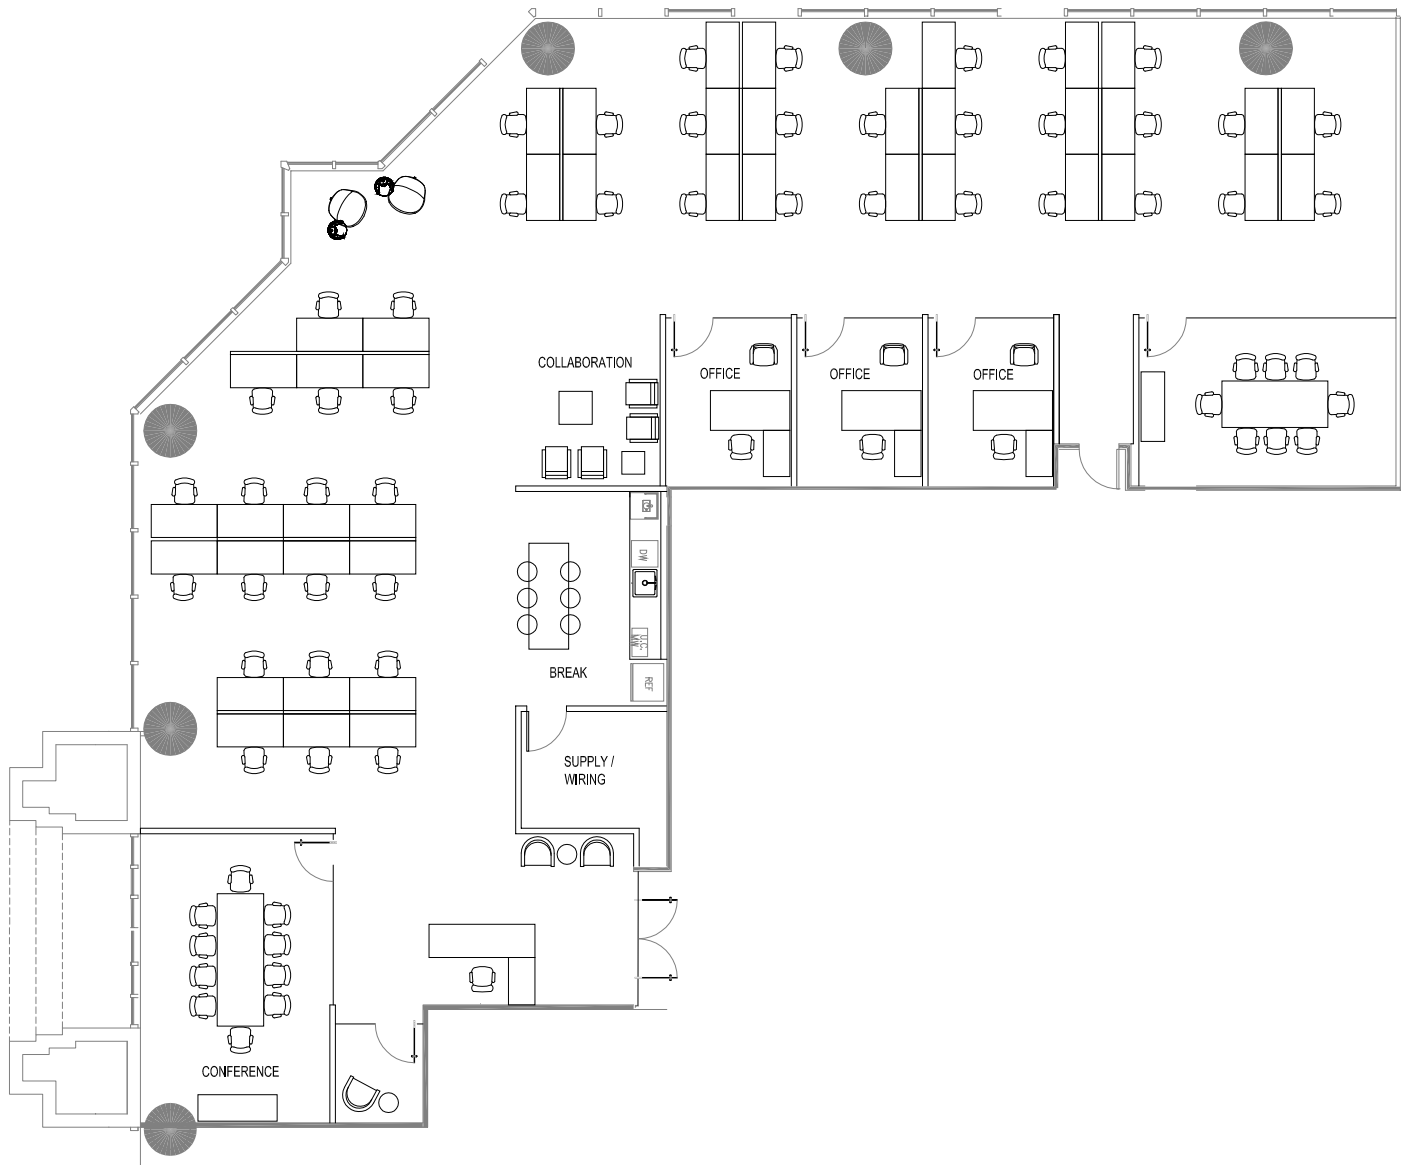 COLLABORATION
OFFICE
OFFICE
OFFICE
DW
U.C.
MW
REF
BREAK
SUPPLY /
WIRING
CONFERENCE